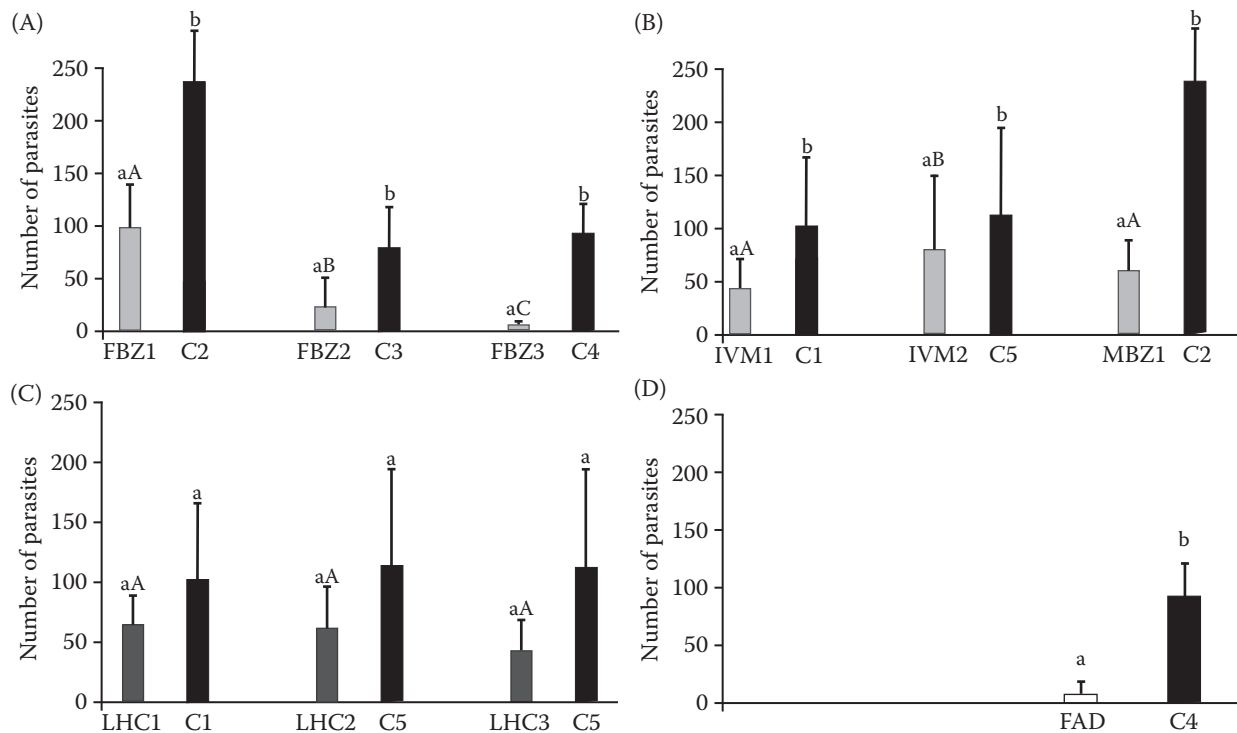 (A)
Number of parasites
250
200
150
100
50
0
aA
b
aB
b
aC
b
FBZ1 C2 FBZ2 C3 FBZ3 C4
(B)
Number of parasites
250
200
150
100
50
0
aA
b
aB
b
aA
b
IVM1 C1 IVM2 C5 MBZ1 C2
(C)
Number of parasites
250
200
150
100
50
0
aA
a
aA
a
aA
a
LHC1 C1 LHC2 C5 LHC3 C5
(D)
Number of parasites
250
200
150
100
50
0
a
b
FAD C4